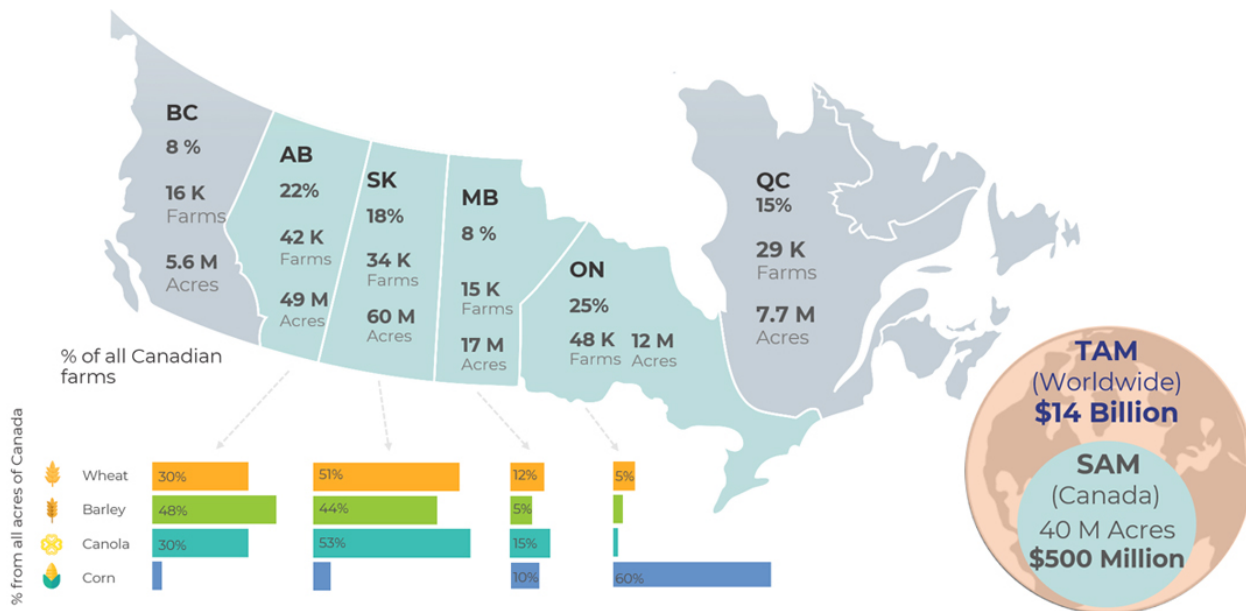 BC
8 %
16 K
Farms
5.6 M
Acres
AB
22%
42 K
Farms
49 M
Acres
SK
18%
34 K
Farms
60 M
Acres
MB
8 %
15 K
Farms
17 M
Acres
ON
25%
48 K
Farms
12 M
Acres
QC
15%
29 K
Farms
7.7 M
Acres
% of all Canadian
farms
% from all acres of Canada
Wheat
30%
51%
12%
5%
Barley
48%
44%
5%
Canola
30%
53%
15%
Corn
10%
60%
TAM
(Worldwide)
$14 Billion
SAM
(Canada)
40 M Acres
$500 Million